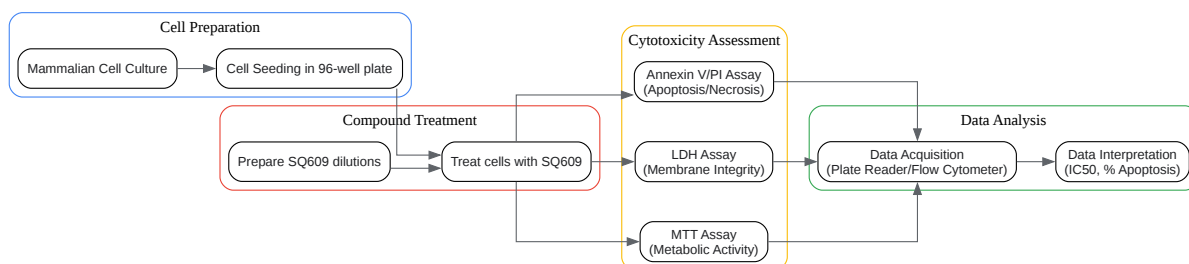 Cell Preparation
Mammalian Cell Culture
Cell Seeding in 96-well plate
Compound Treatment
Prepare SQ609 dilutions
Treat cells with SQ609
Cytotoxicity Assessment
Annexin V/PI Assay
(Apoptosis/Necrosis)
LDH Assay
(Membrane Integrity)
MTT Assay
(Metabolic Activity)
Data Analysis
Data Acquisition
(Plate Reader/Flow Cytometer)
Data Interpretation
(IC50, % Apoptosis)